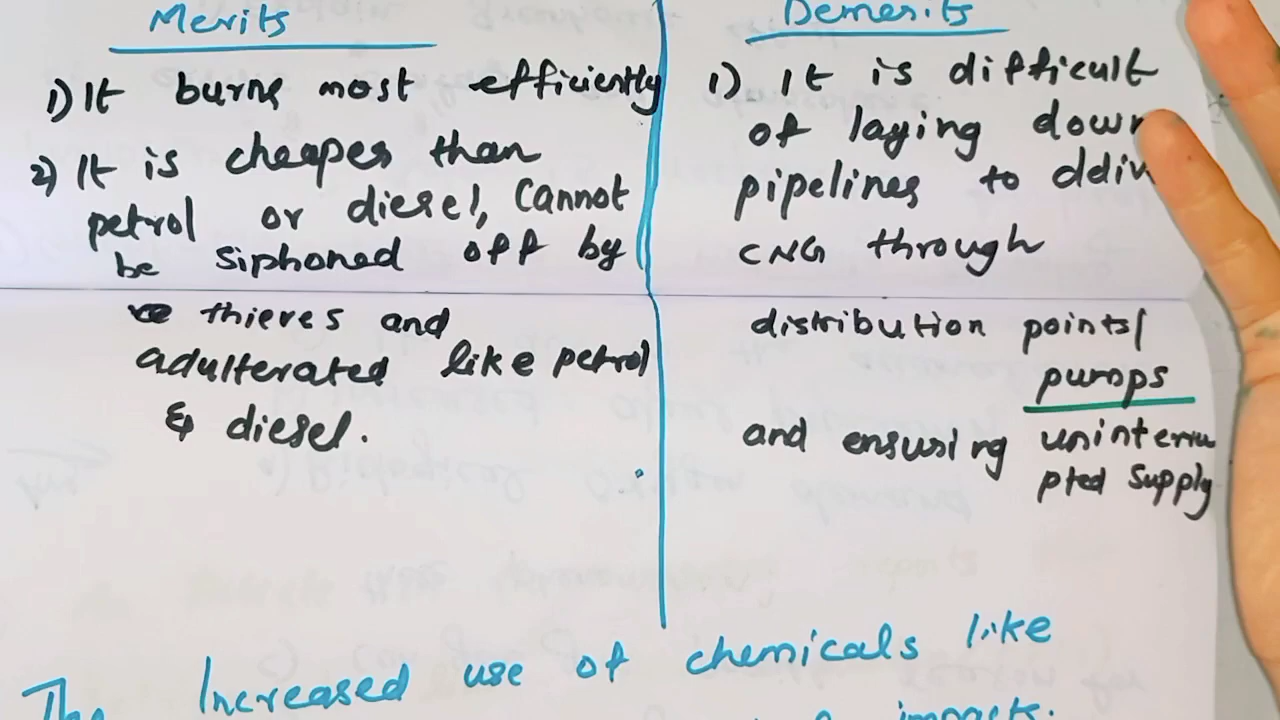 Merits
1) It burns most efficiently
2) It is cheaper than
petrol or diesel, cannot
be siphoned off by
thieves and
adulterated like petrol
& diesel.
Demerits
1) It is difficult
of laying down
pipelines to deliv
CNG through
distribution points/
pumps
and ensuring uninterru
pted supply
The Increased use of chemicals like
impacts.